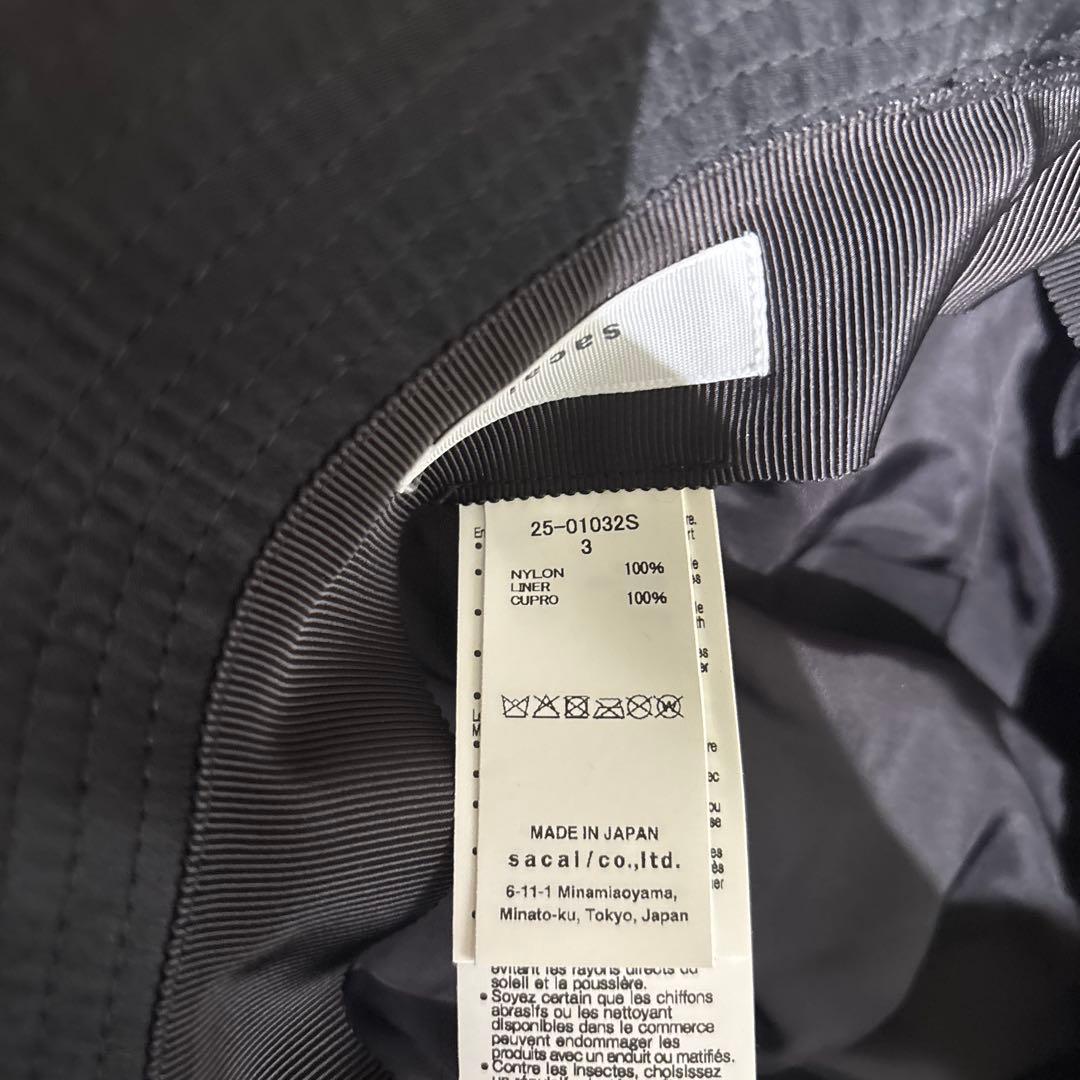 sacai
25-01032S
3
NYLON 100%
LINER
CUPRO 100%
MADE IN JAPAN
sacai/co.,ltd.
6-11-1 Minamiaoyama,
Minato-ku, Tokyo, Japan
évitant les rayons directs du
soleil et la poussière.
• Soyez certain que les chiffons
abrasifs ou les nettoyant
disponibles dans le commerce
peuvent endommager les
produits avec un enduit ou matifiés.
• Contre les insectes, choisissez